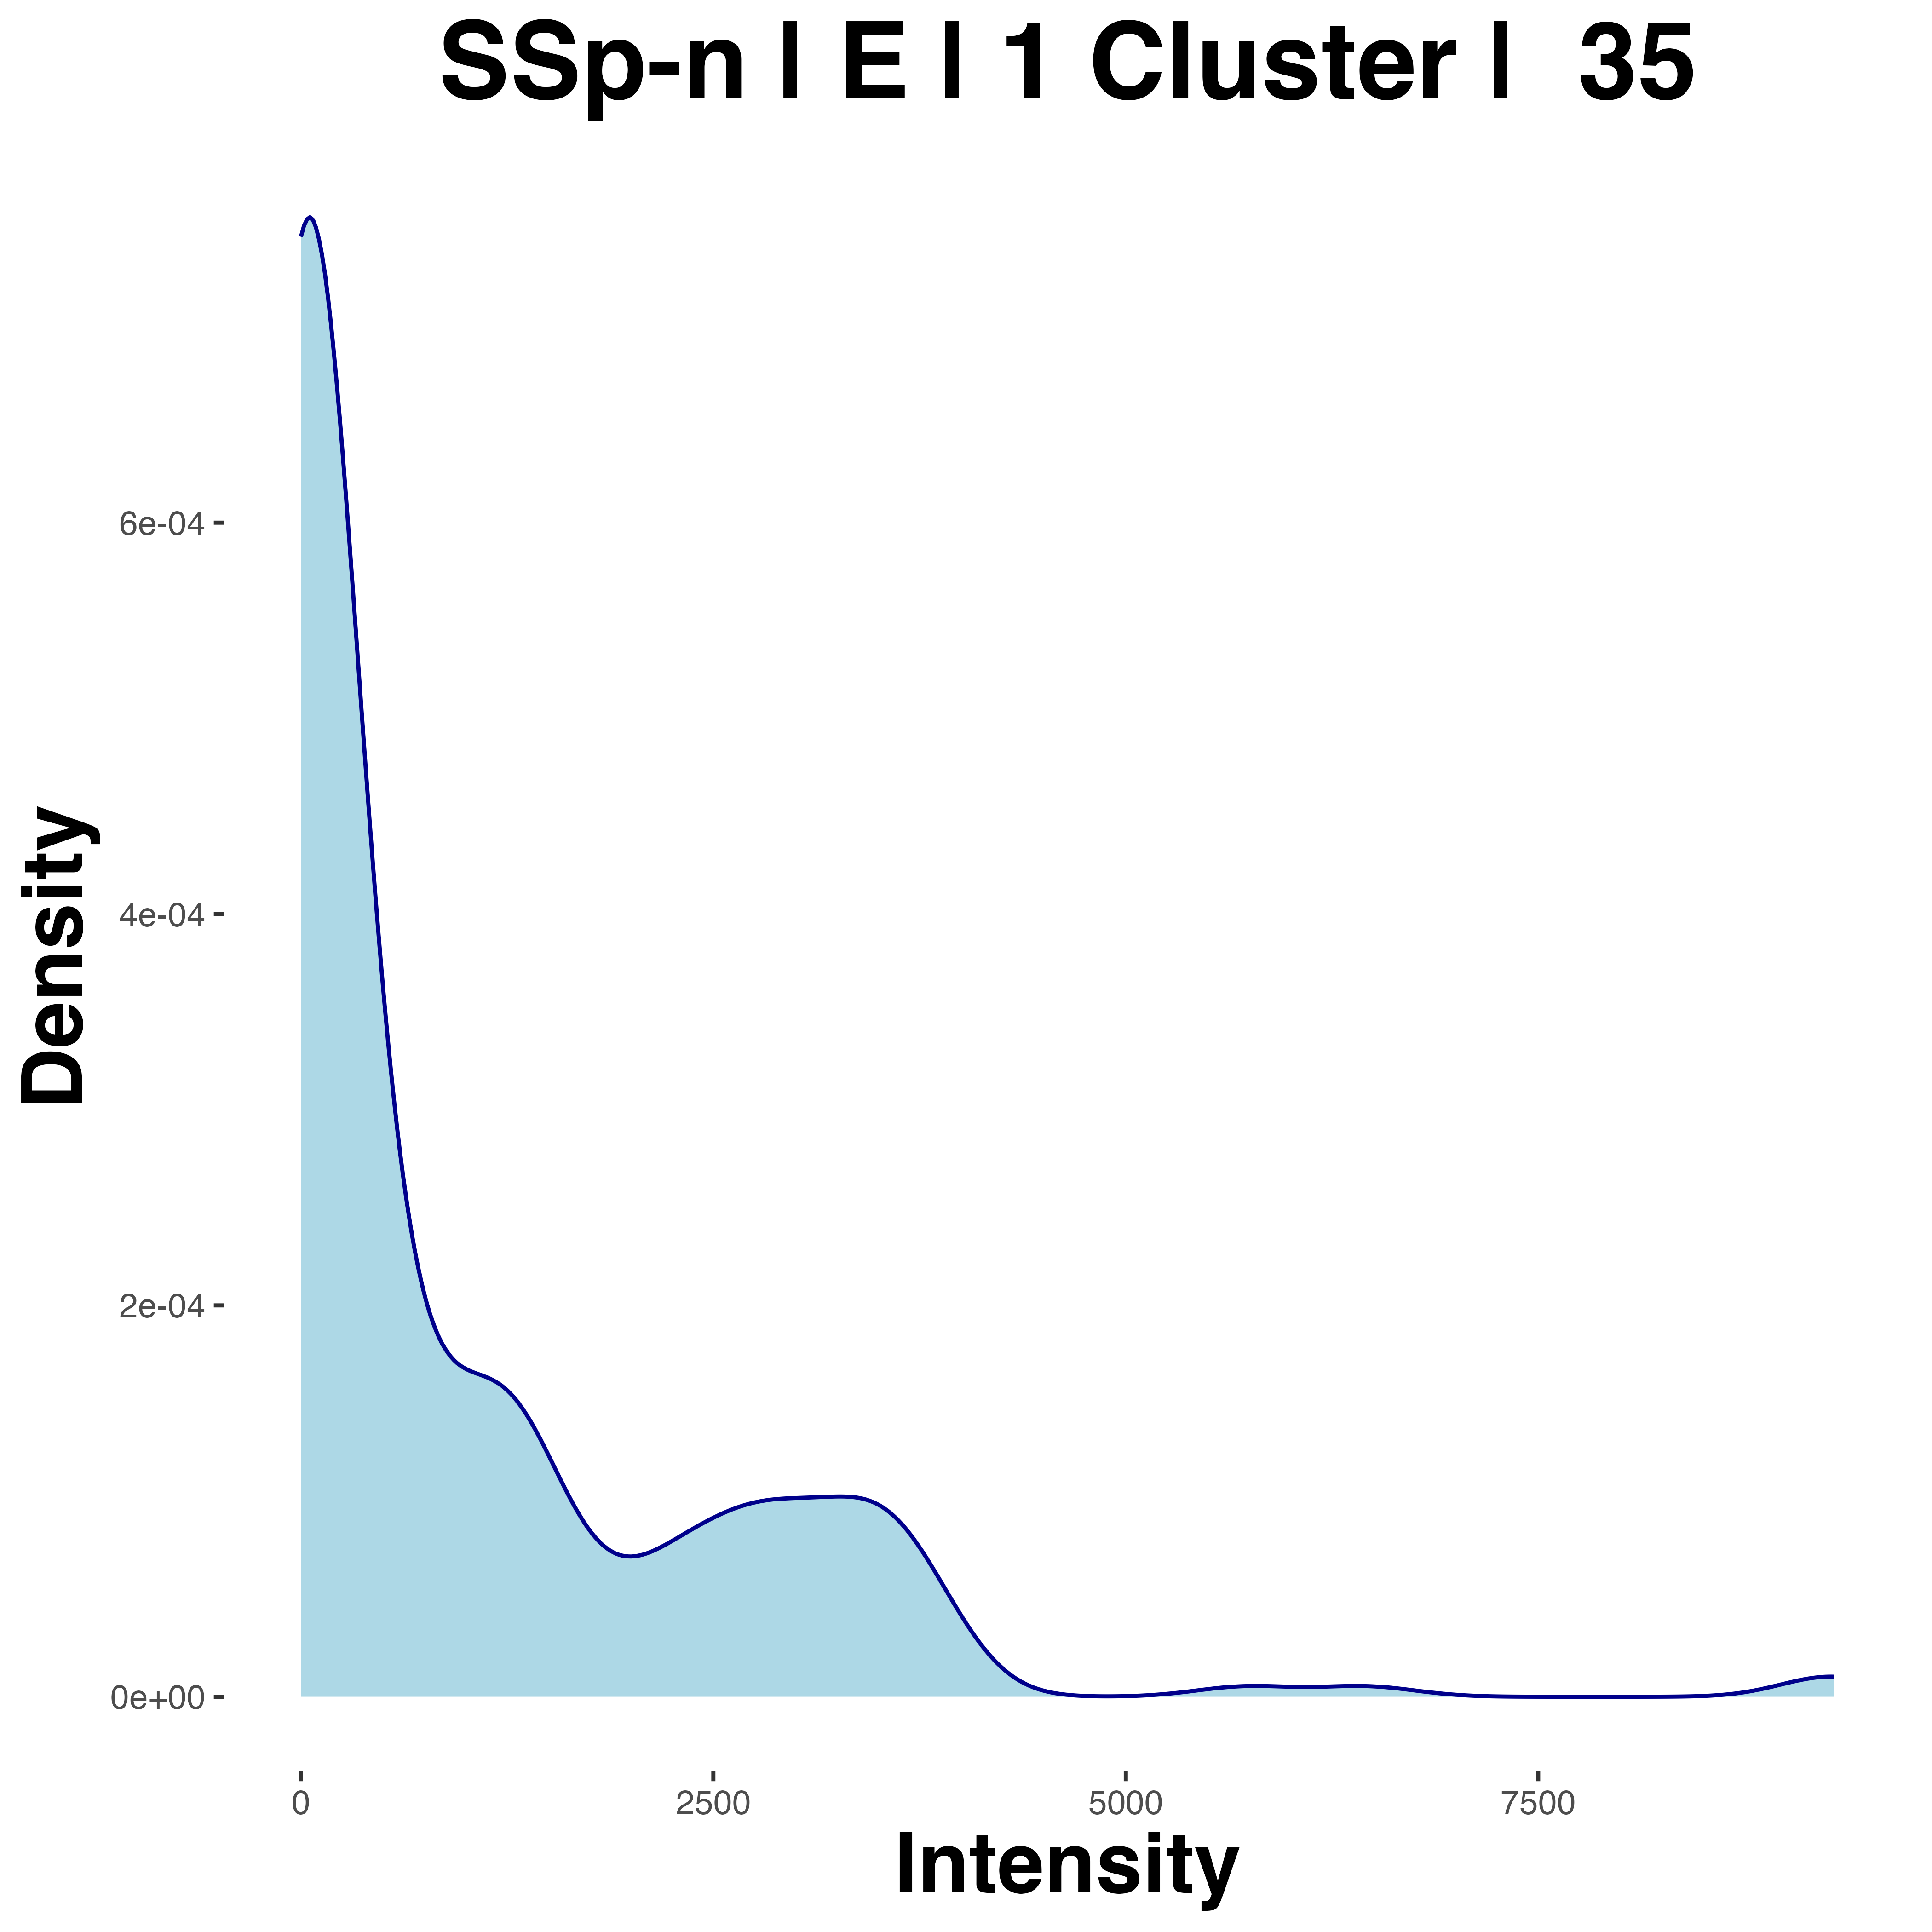 SSp-n | E | 1 Cluster |  35
Density
6e-04
4e-04
2e-04
0e+00
0
2500
5000
7500
Intensity